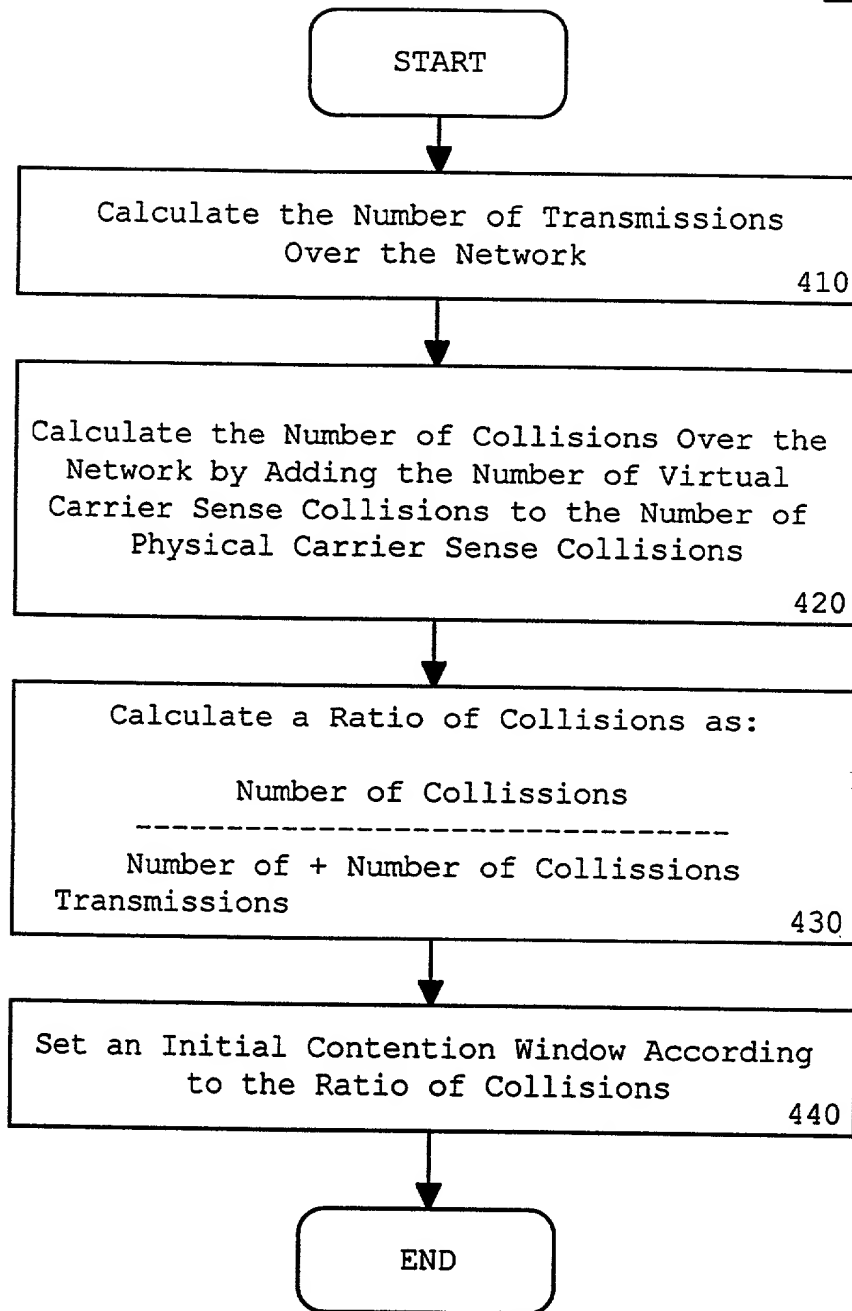 START
Calculate the Number of Transmissions
Over the Network
410
Calculate the Number of Collisions Over the
Network by Adding the Number of Virtual
Carrier Sense Collisions to the Number of
Physical Carrier Sense Collisions
420
Calculate a Ratio of Collisions as:
Number of Collissions
---------------------------------
Number of + Number of Collissions
Transmissions
430
Set an Initial Contention Window According
to the Ratio of Collisions
440
END